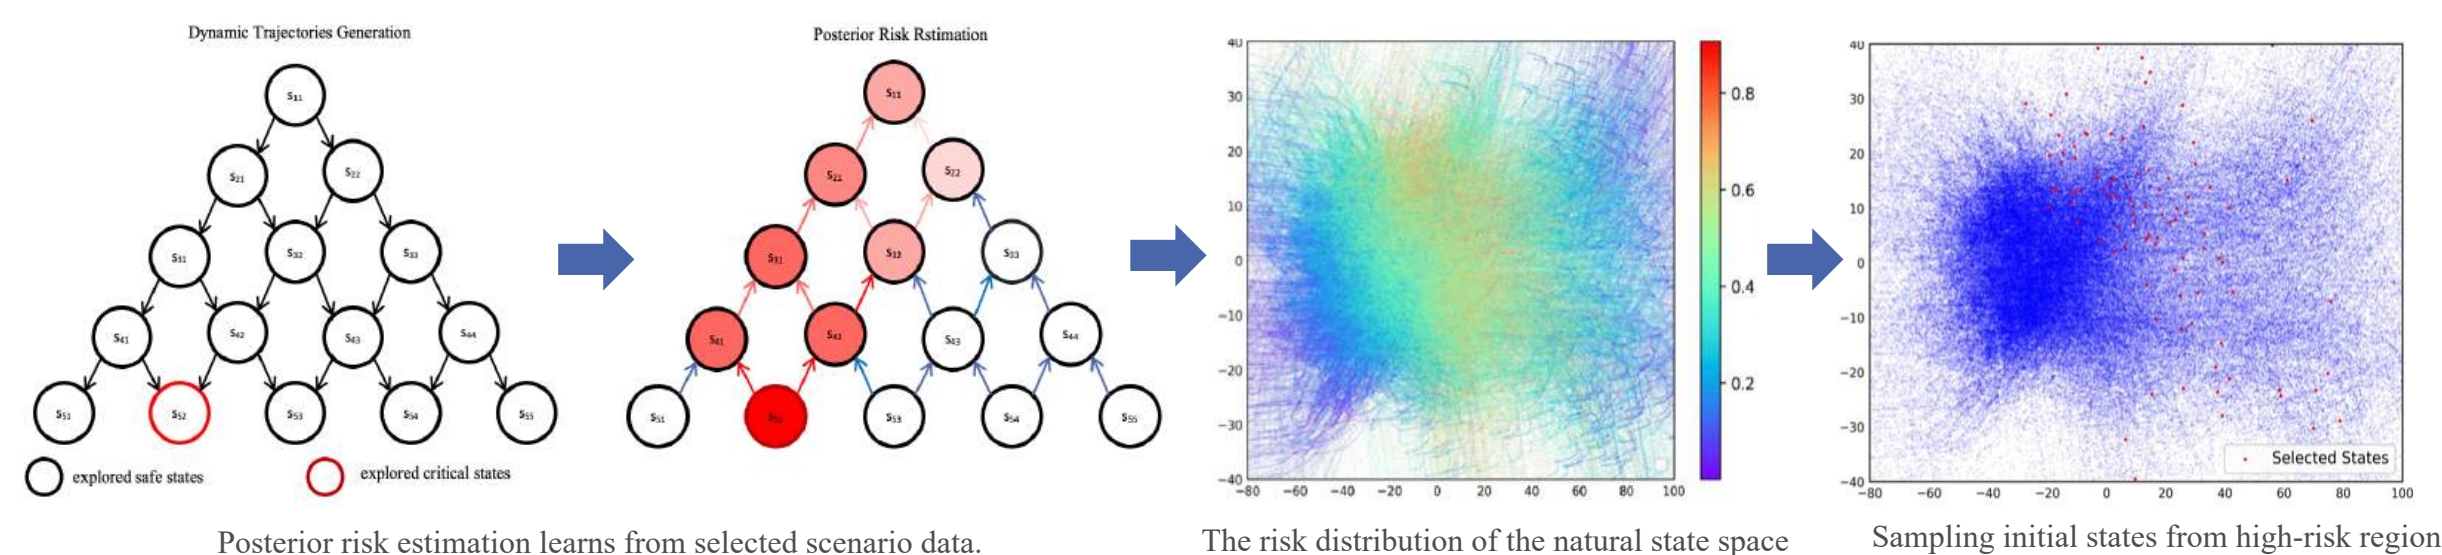 Dynamic Trajectories Generation
S11
S21 S22
S31 S32 S33
S41 S42 S43 S44
S51 S52 S53 S54 S55
explored safe states
explored critical states
Posterior Risk Rstimation
S11
S21 S22
S31 S32 S33
S41 S42 S43 S44
S51 S52 S53 S54 S55
Posterior risk estimation learns from selected scenario data.
40
30
20
10
0
−10
−20
−30
−40
−80 −60 −40 −20 0 20 40 60 80 100
0.8
0.6
0.4
0.2
The risk distribution of the natural state space
40
30
20
10
0
−10
−20
−30
−40
−80 −60 −40 −20 0 20 40 60 80 100
Selected States
Sampling initial states from high-risk region